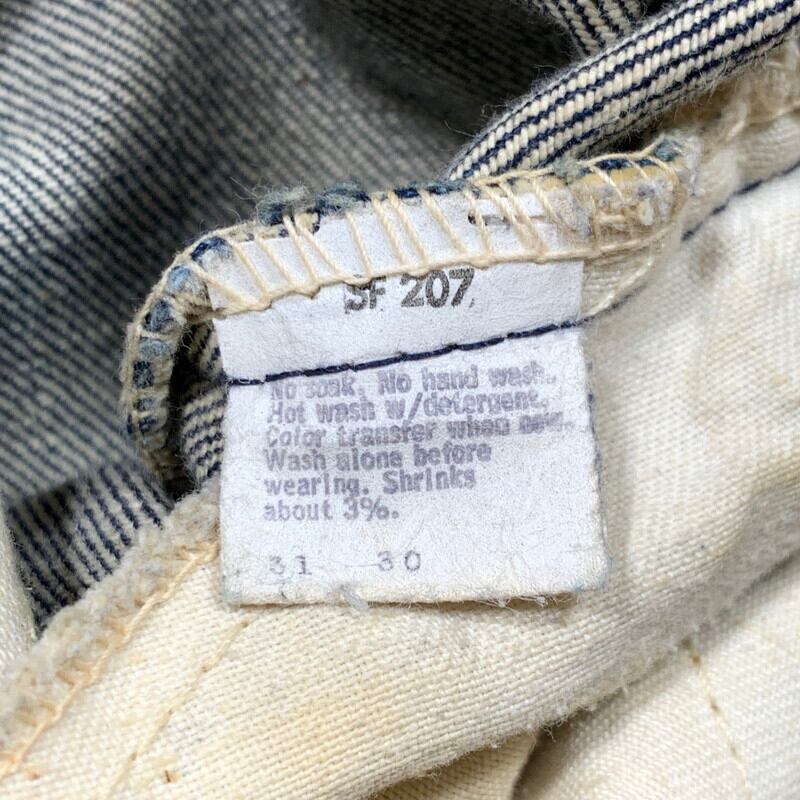 SF 207
No soak. No hand wash.
Hot wash w/detergent.
Color transfer when new.
Wash alone before
wearing. Shrinks
about 3%.
31 30